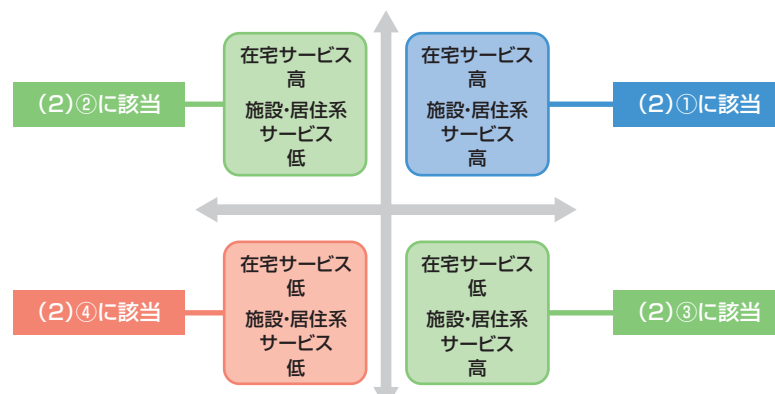 (2)②に該当
在宅サービス
高
施設・居住系
サービス
低
在宅サービス
高
施設・居住系
サービス
高
(2)①に該当
(2)④に該当
在宅サービス
低
施設・居住系
サービス
低
在宅サービス
低
施設・居住系
サービス
高
(2)③に該当